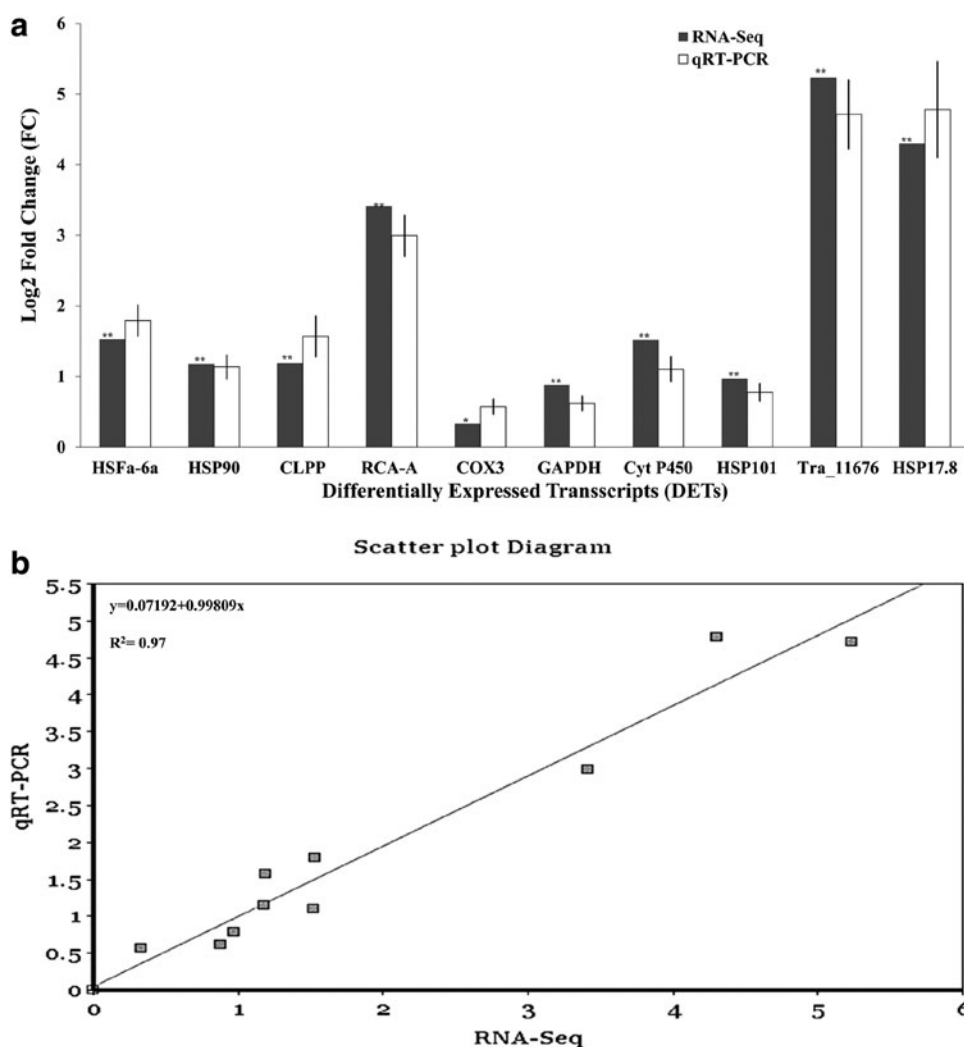 a
6
5
4
3
2
1
0
Log2 Fold Change (FC)
RNA-Seq
qRT-PCR
**
**
**
**
*
**
**
**
**
**
HSFa-6a HSP90 CLPP RCA-A COX3 GAPDH Cyt P450 HSP101 Tra_11676 HSP17.8
Differentially Expressed Transscripts (DETs)
Scatter plot Diagram
b
y=0.07192+0.99809x
R²= 0.97
5.5
5
4.5
4
3.5
3
2.5
2
1.5
1
0.5
0
qRT-PCR
0 1 2 3 4 5 6
RNA-Seq